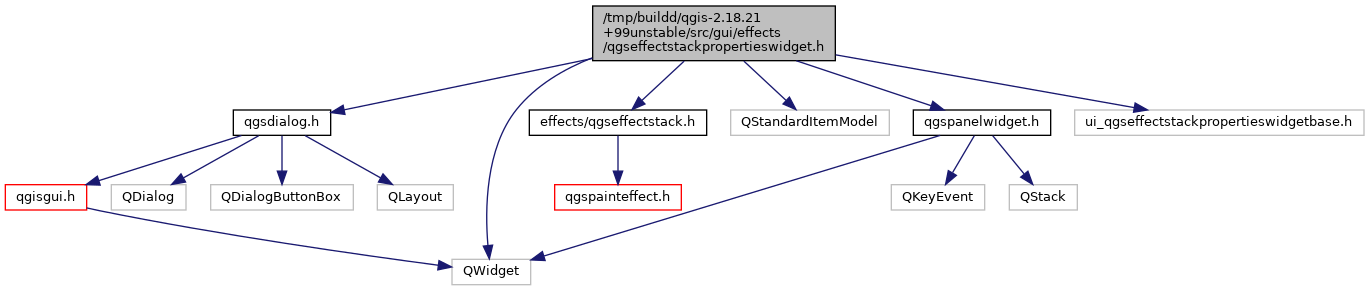 /tmp/buildd/qgis-2.18.21
+99unstable/src/gui/effects
/qgseffectstackpropertieswidget.h
qgsdialog.h
effects/qgseffectstack.h
QStandardItemModel
qgspanelwidget.h
ui_qgseffectstackpropertieswidgetbase.h
qgisgui.h
QDialog
QDialogButtonBox
QLayout
qgspainteffect.h
QKeyEvent
QStack
QWidget